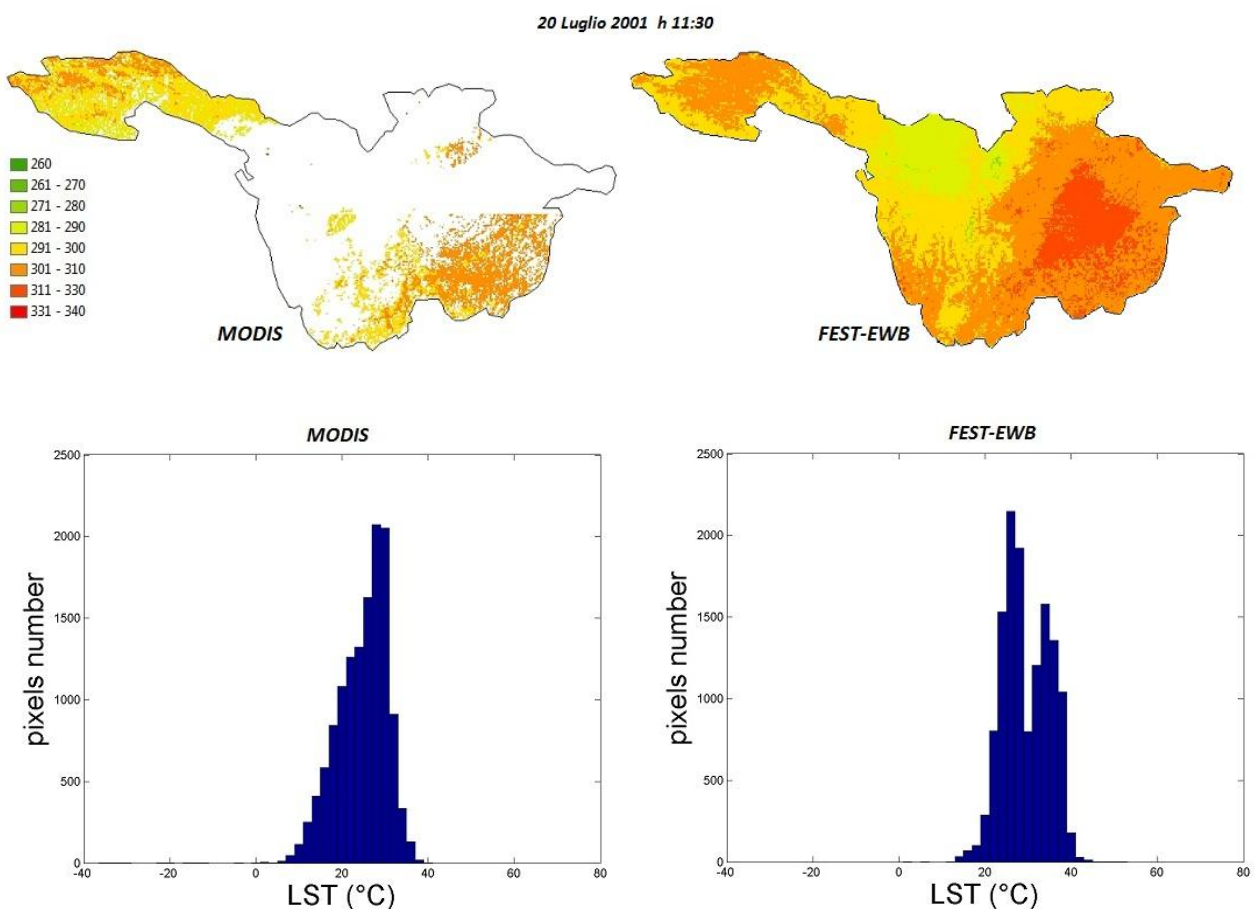 20 Luglio 2001 h 11:30
260
261 - 270
271 - 280
281 - 290
291 - 300
301 - 310
311 - 330
331 - 340
MODIS
FEST-EWB
MODIS
2500
2000
1500
1000
500
0
-40
-20
0
20
40
60
80
pixels number
LST (°C)
FEST-EWB
2500
2000
1500
1000
500
0
-40
-20
0
20
40
60
80
pixels number
LST (°C)